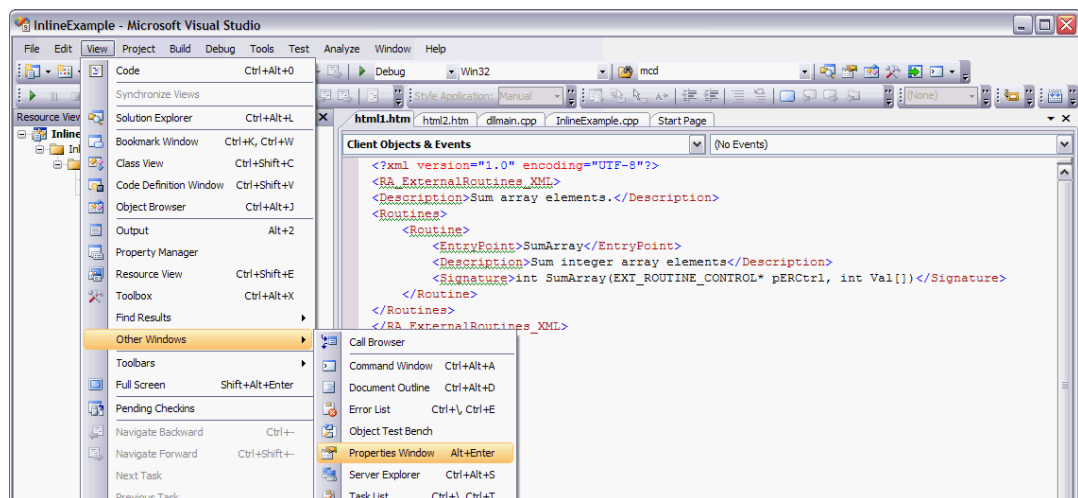 InlineExample - Microsoft Visual Studio
File Edit View Project Build Debug Tools Test Analyze Window Help
Debug Win32 mcd
Style Application: Manual (None)
Resource View
Inline
html1.htm html2.htm dllmain.cpp InlineExample.cpp Start Page
Client Objects & Events (No Events)
Code Ctrl+Alt+0
Synchronize Views
Solution Explorer Ctrl+Alt+L
Bookmark Window Ctrl+K, Ctrl+W
Class View Ctrl+Shift+C
Code Definition Window Ctrl+Shift+V
Object Browser Ctrl+Alt+J
Output Alt+2
Property Manager
Resource View Ctrl+Shift+E
Toolbox Ctrl+Alt+X
Find Results
Other Windows
Toolbars
Full Screen Shift+Alt+Enter
Pending Checkins
Navigate Backward Ctrl+-
Navigate Forward Ctrl+Shift+-
Next Task
Previous Task
Call Browser
Command Window Ctrl+Alt+A
Document Outline Ctrl+Alt+D
Error List Ctrl+\, Ctrl+E
Object Test Bench
Properties Window Alt+Enter
Server Explorer Ctrl+Alt+S
Task List Ctrl+\, Ctrl+T
<?xml version="1.0" encoding="UTF-8"?>
<RA_ExternalRoutines_XML>
<Description>Sum array elements.</Description>
<Routines>
<Routine>
<EntryPoint>SumArray</EntryPoint>
<Description>Sum integer array elements</Description>
<Signature>int SumArray(EXT_ROUTINE_CONTROL* pERCtrl, int Val[])</Signature>
</Routine>
</Routines>
</RA_ExternalRoutines_XML>